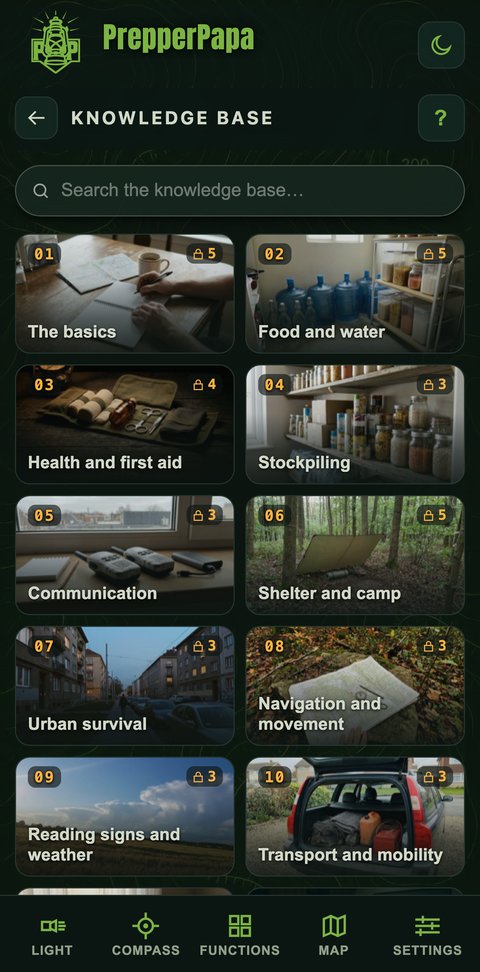 PrepperPapa
KNOWLEDGE BASE
?
Search the knowledge base…
01
5
The basics
02
5
Food and water
03
4
Health and first aid
04
3
Stockpiling
05
3
Communication
06
5
Shelter and camp
07
3
Urban survival
08
3
Navigation and
movement
09
3
Reading signs and
weather
10
3
Transport and mobility
LIGHT
COMPASS
FUNCTIONS
MAP
SETTINGS